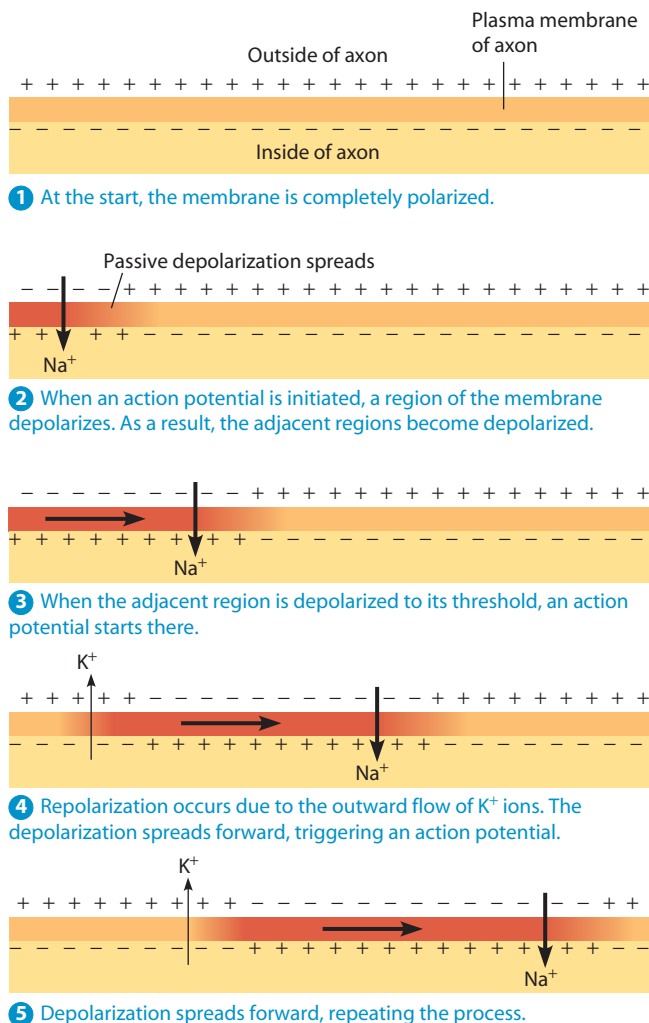 Plasma membrane
of axon
Outside of axon
+ + + + + + + + + + + + + + + + + + + + + + + + + +
− − − − − − − − − − − − − − − − − − − − − − − − − −
Inside of axon
1 At the start, the membrane is completely polarized.
Passive depolarization spreads
− − − − + + + + + + + + + + + + + + + + + + + + +
+ + + + − − − − − − − − − − − − − − − − − − − −
Na⁺
2 When an action potential is initiated, a region of the membrane
depolarizes. As a result, the adjacent regions become depolarized.
− − − − − − − − − + + + + + + + + + + + + + + + +
+ + + + + + + + + + − − − − − − − − − − − − − − −
Na⁺
3 When the adjacent region is depolarized to its threshold, an action
potential starts there.
K⁺
+ + + + + − − − − − − − − − − − + + + + + + + + +
− − − − − + + + + + + + + + + + + − − − − − − − −
Na⁺
4 Repolarization occurs due to the outward flow of K⁺ ions. The
depolarization spreads forward, triggering an action potential.
K⁺
+ + + + + + + + + + − − − − − − − − − − − − − + +
− − − − − − − − − − + + + + + + + + + + + + + + − −
Na⁺
5 Depolarization spreads forward, repeating the process.